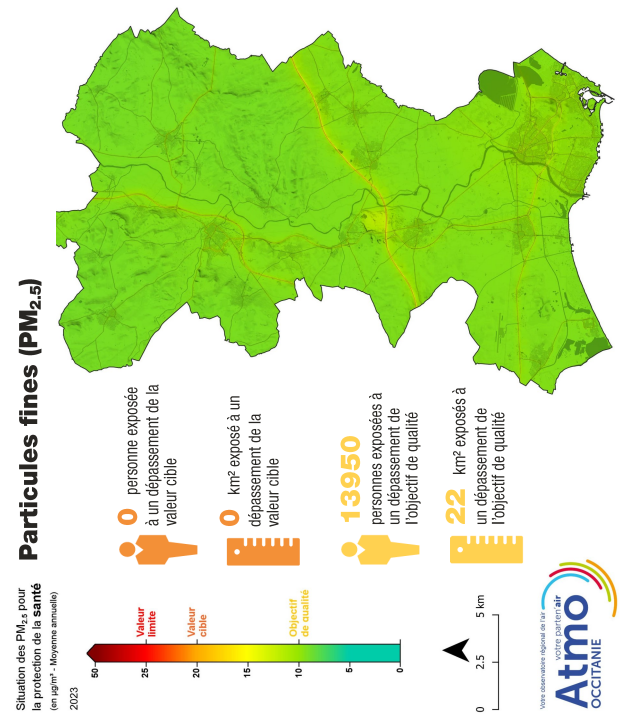 Situation des PM2.5 pour
la protection de la santé
(en µg/m³ - Moyenne annuelle)
2023
Particules fines (PM2.5)
50
25
20
15
10
5
0
Valeur
limite
Valeur
cible
Objectif
de qualité
0 personne exposée
à un dépassement de la
valeur cible
0 km² exposé à un
dépassement de la
valeur cible
13950
personnes exposées à
un dépassement de
l'objectif de qualité
22 km² exposés à
un dépassement de
l'objectif de qualité
0 2.5 5 km
Votre observatoire régional de l'air
votre parten'air
Atmo
OCCITANIE